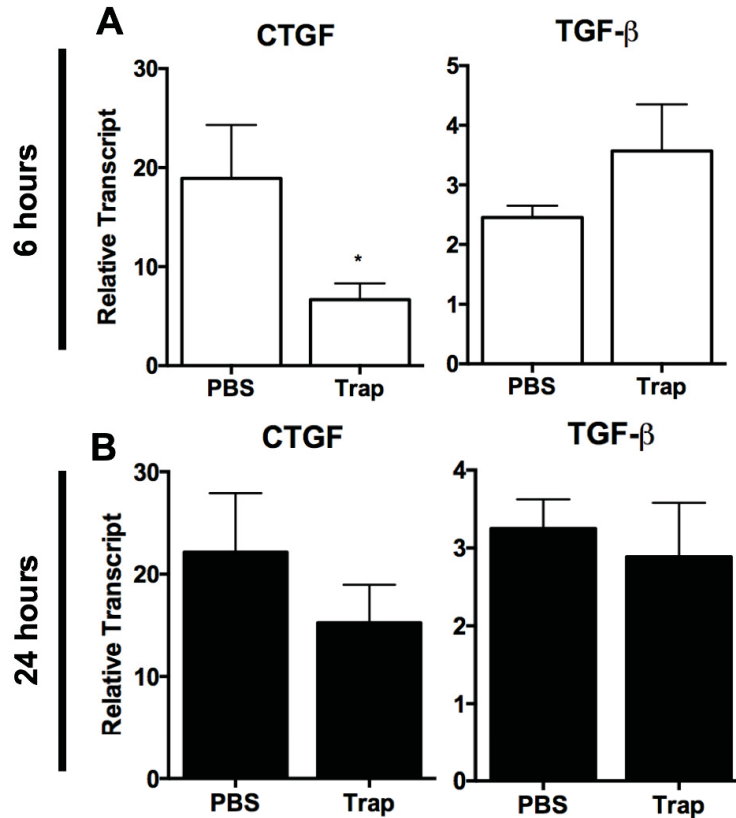 A
CTGF
TGF-β
6 hours
Relative Transcript
30
20
10
0
PBS
Trap
*
5
4
3
2
1
0
PBS
Trap
B
CTGF
TGF-β
24 hours
Relative Transcript
30
20
10
0
PBS
Trap
4
3
2
1
0
PBS
Trap